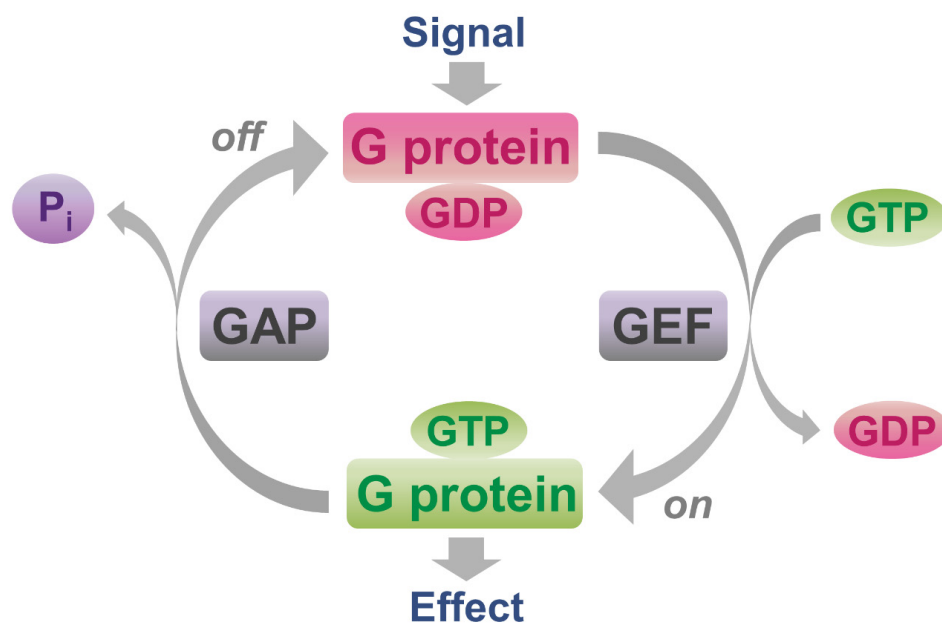 Signal
off
G protein
GDP
Pi
GTP
GAP
GEF
GTP
GDP
G protein
on
Effect